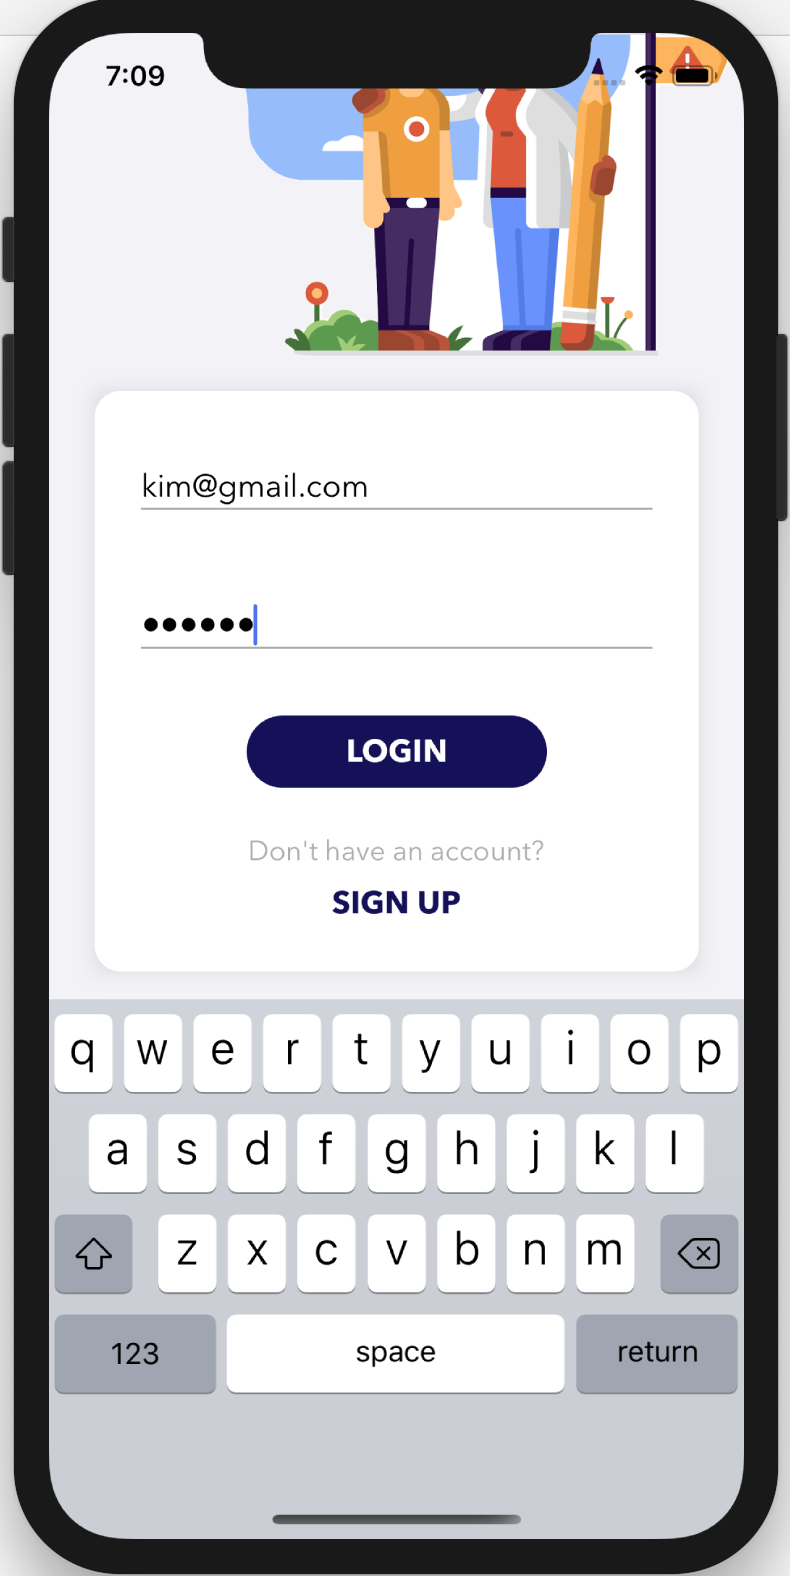 7:09
kim@gmail.com
••••••
LOGIN
Don't have an account?
SIGN UP
q w e r t y u i o p
a s d f g h j k l
z x c v b n m
123 space return